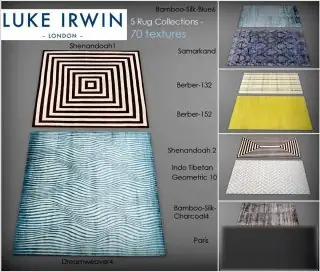 LUKE IRWIN
- LONDON -
5 Rug Collections -
70 textures
Bamboo-Silk-Blue6
Shenandoah1
Samarkand
Berber-132
Berber-152
Shenandoah 2
Indo Tibetan
Geometric 10
Bamboo-Silk-
Charcoal4
Paris
Dreamweaver4